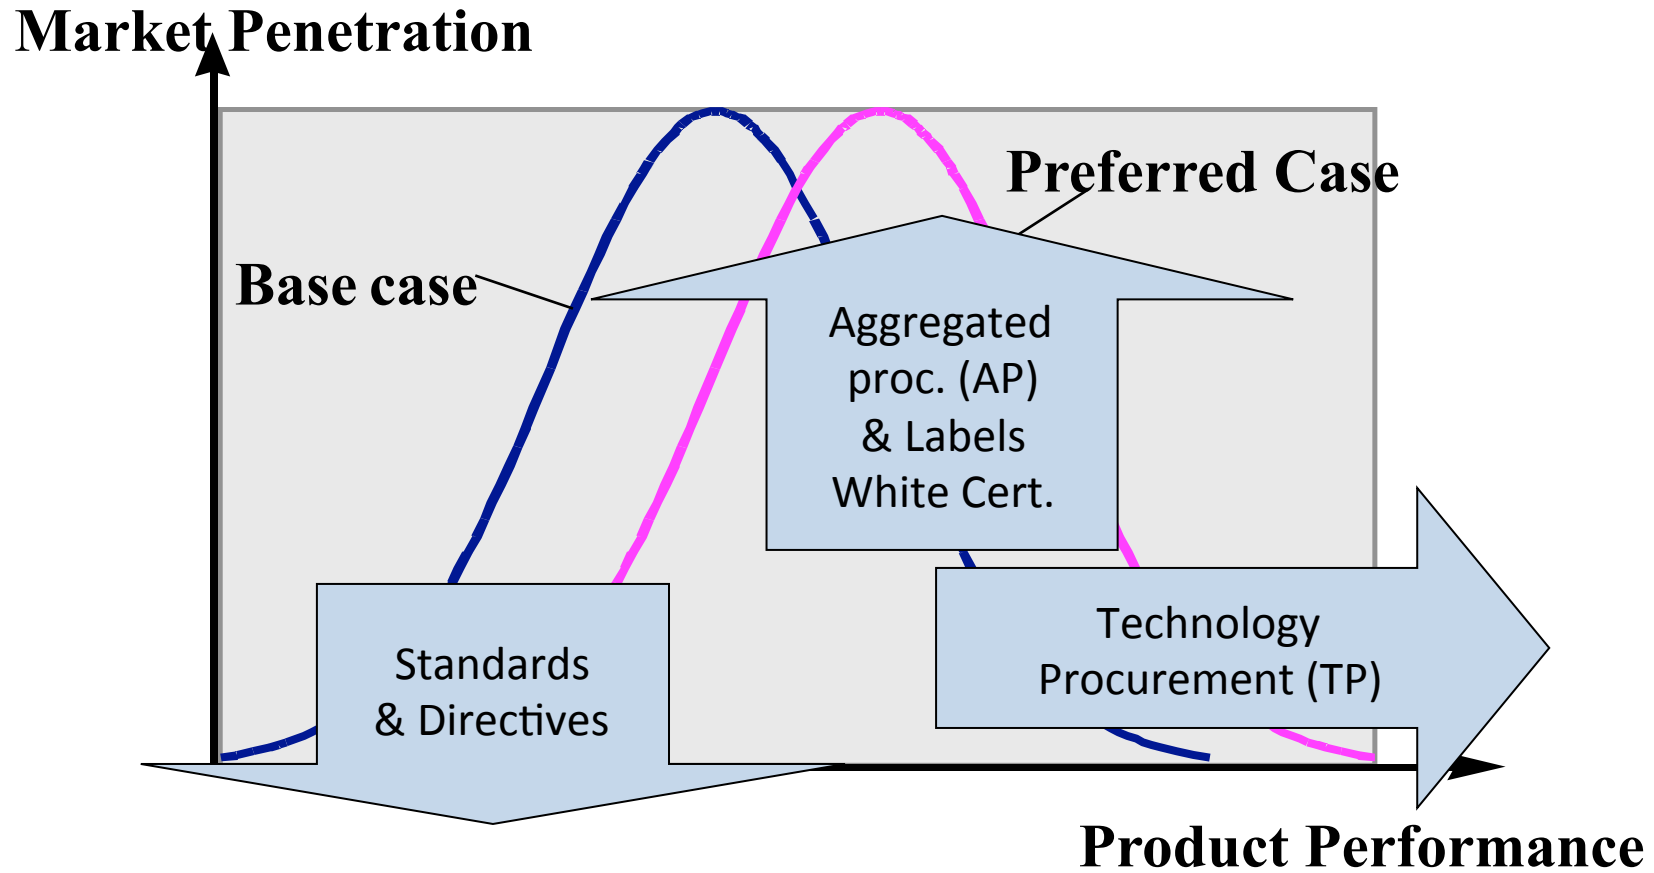 Market Penetration
Preferred Case
Base case
Aggregated
proc. (AP)
& Labels
White Cert.
Technology
Procurement (TP)
Standards
& Directives
Product Performance